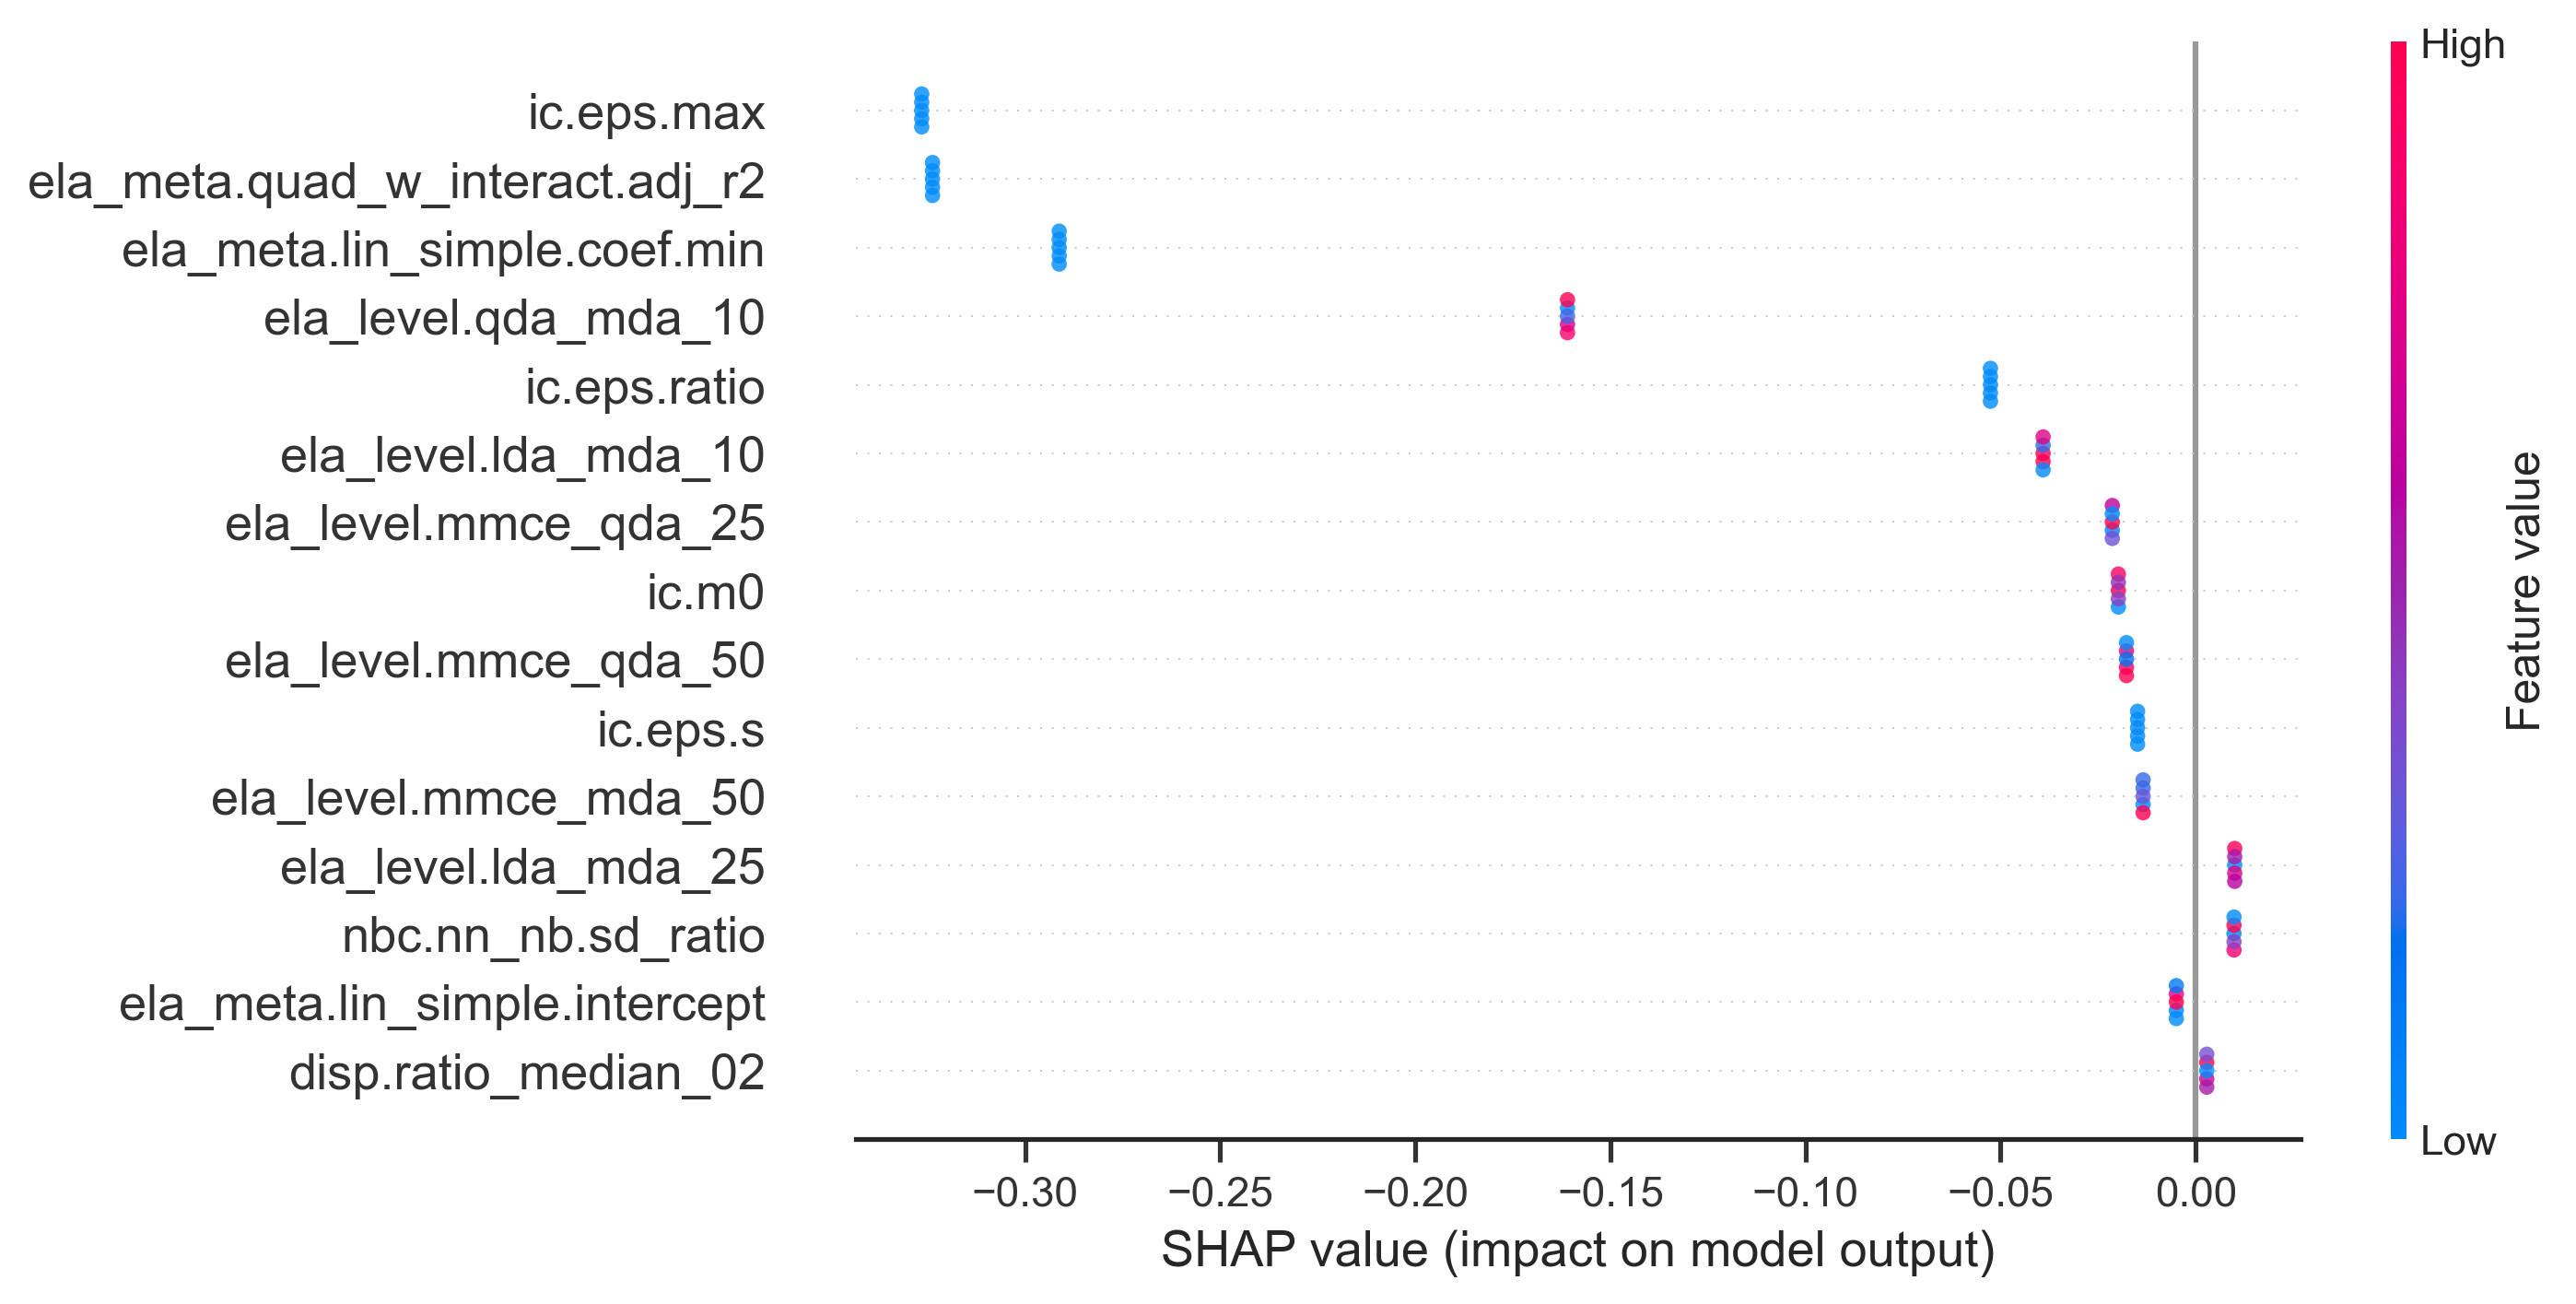 High
ic.eps.max
ela_meta.quad_w_interact.adj_r2
ela_meta.lin_simple.coef.min
ela_level.qda_mda_10
ic.eps.ratio
ela_level.lda_mda_10
ela_level.mmce_qda_25
ic.m0
ela_level.mmce_qda_50
ic.eps.s
ela_level.mmce_mda_50
ela_level.lda_mda_25
nbc.nn_nb.sd_ratio
ela_meta.lin_simple.intercept
disp.ratio_median_02
Feature value
Low
−0.30 −0.25 −0.20 −0.15 −0.10 −0.05 0.00
SHAP value (impact on model output)